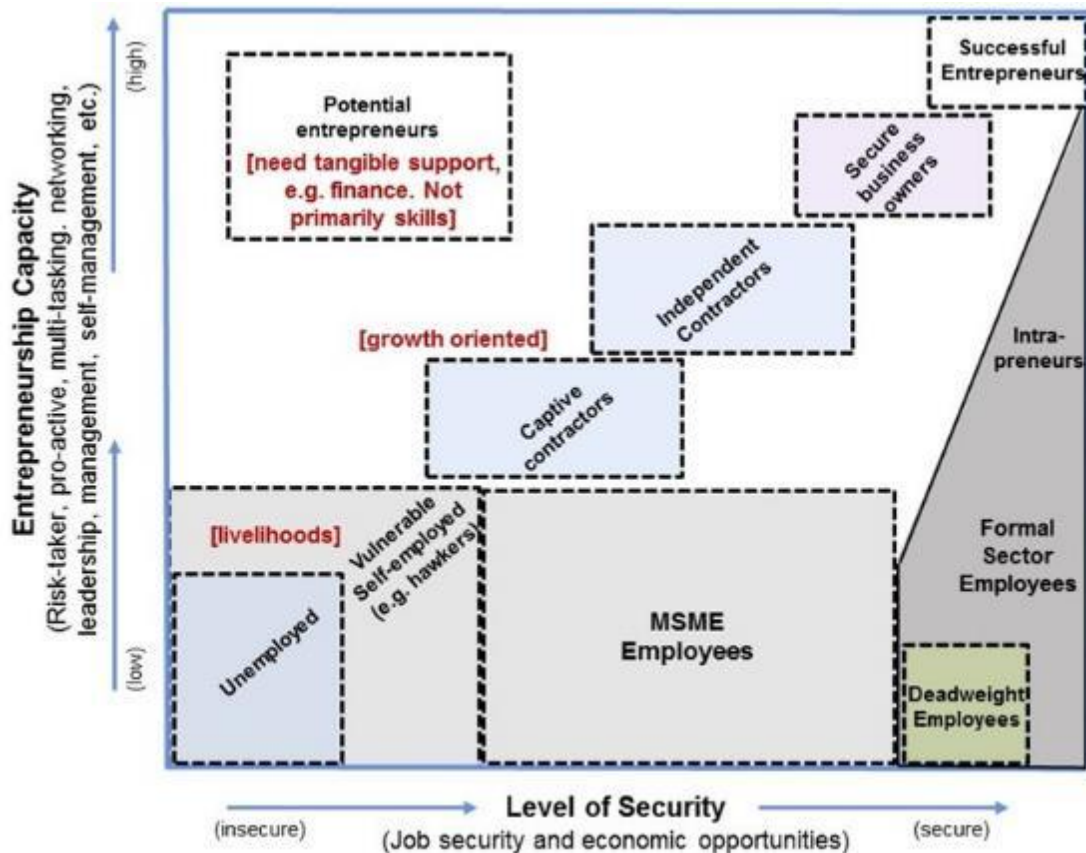 Entrepreneurship Capacity
(Risk-taker, pro-active, multi-tasking. networking,
leadership, management, self-management, etc.)
(high)
(low)
Successful
Entrepreneurs
Potential
entrepreneurs
[need tangible support,
e.g. finance. Not
primarily skills]
Secure
business
owners
Independent
Contractors
[growth oriented]
Intra-
preneurs
Captive
contractors
[livelihoods]
Vulnerable
Self-employed
(e.g. hawkers)
Unemployed
MSME
Employees
Formal
Sector
Employees
Deadweight
Employees
Level of Security
(insecure)
(secure)
(Job security and economic opportunities)